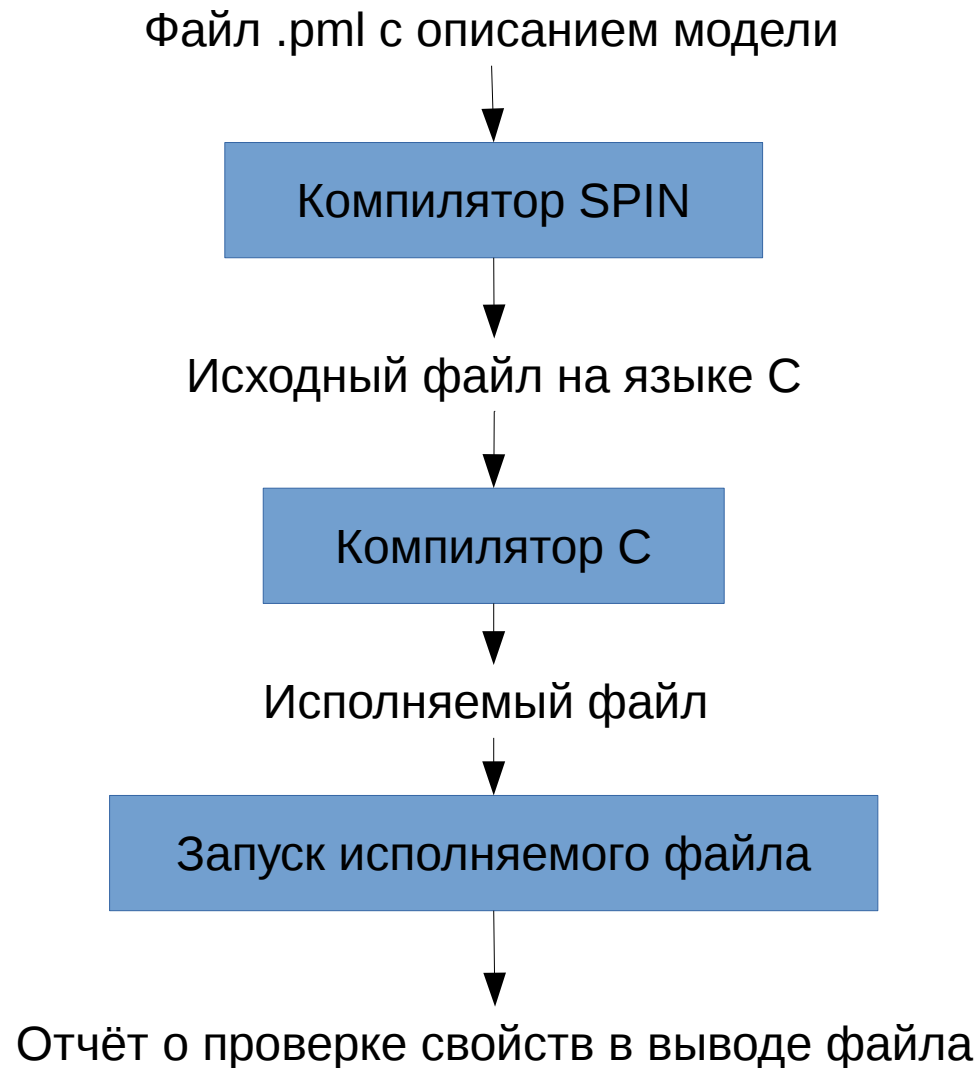 Файл .pml с описанием модели
Компилятор SPIN
Исходный файл на языке C
Компилятор C
Исполняемый файл
Запуск исполняемого файла
Отчёт о проверке свойств в выводе файла